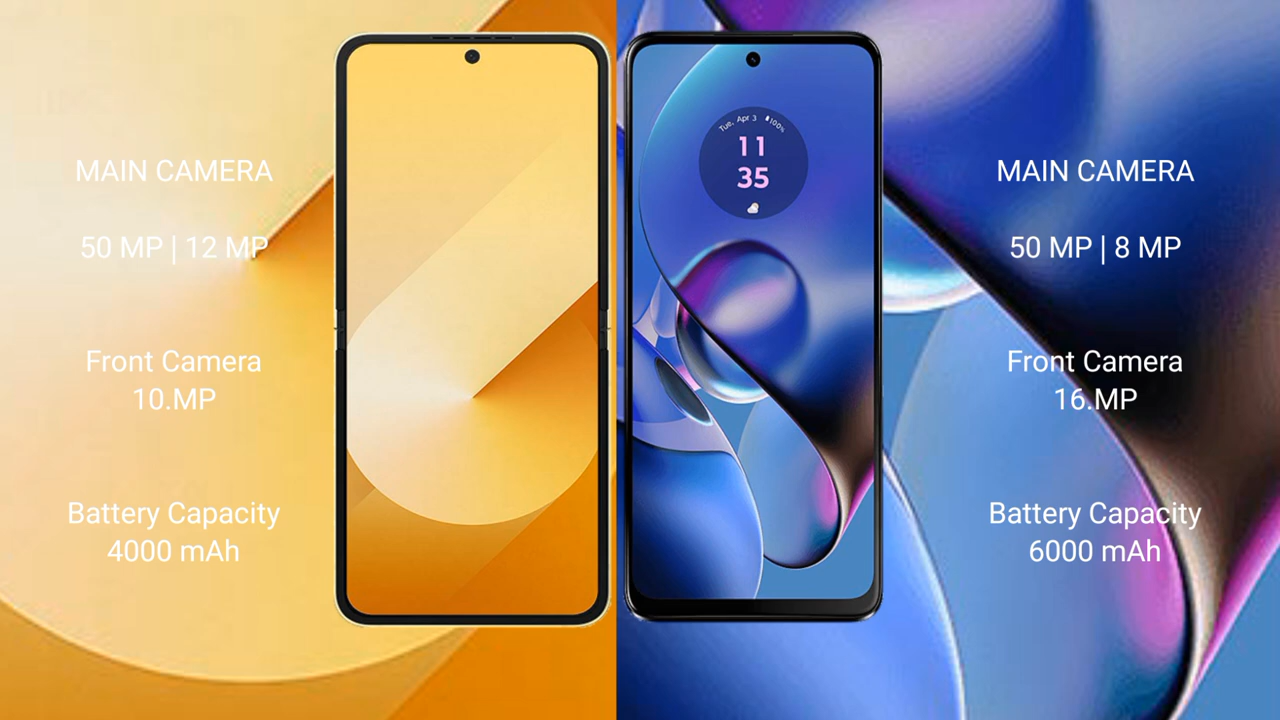 MAIN CAMERA
50 MP | 12 MP
Front Camera
10.MP
Battery Capacity
4000 mAh
Tue, Apr 3 100%
11
35
MAIN CAMERA
50 MP | 8 MP
Front Camera
16.MP
Battery Capacity
6000 mAh